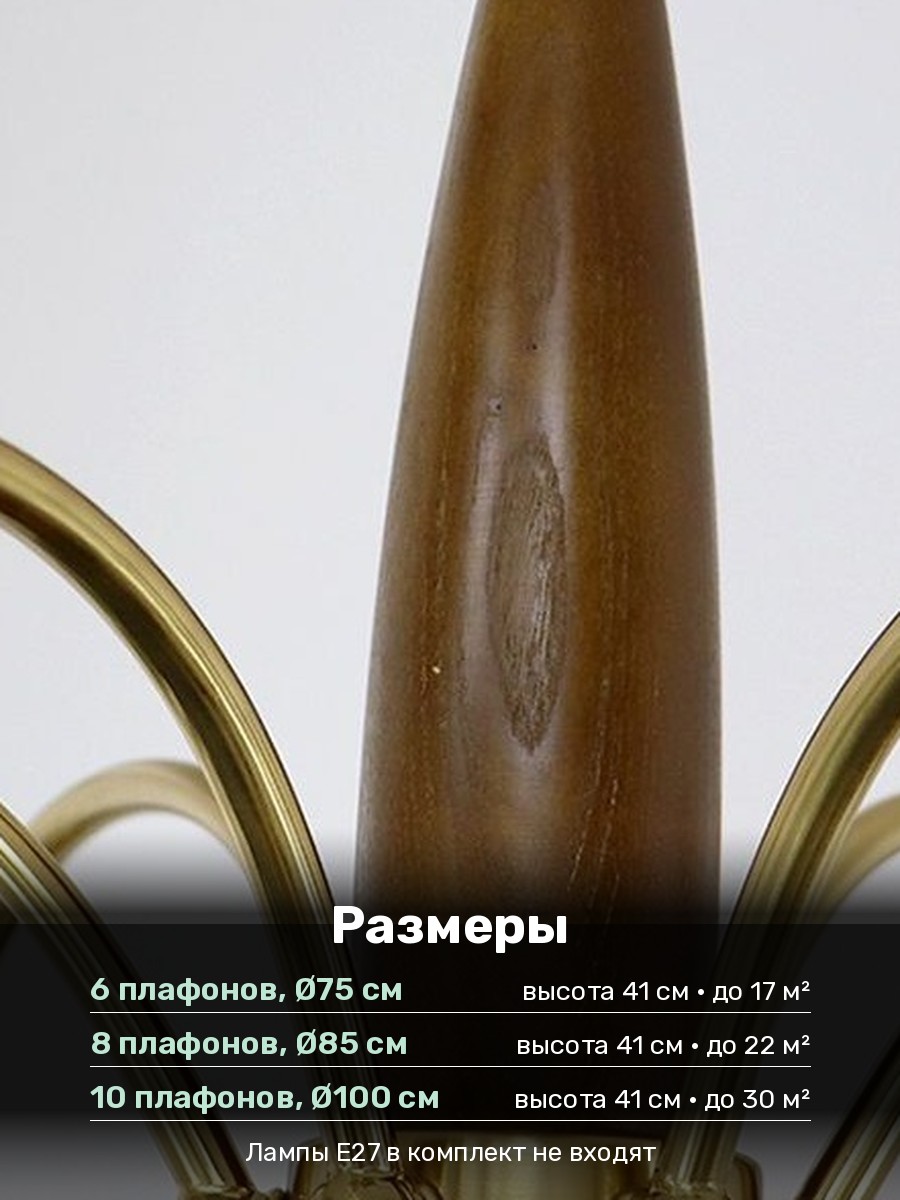 Размеры
6 плафонов, Ø75 см высота 41 см • до 17 м²
8 плафонов, Ø85 см высота 41 см • до 22 м²
10 плафонов, Ø100 см высота 41 см • до 30 м²
Лампы E27 в комплект не входят